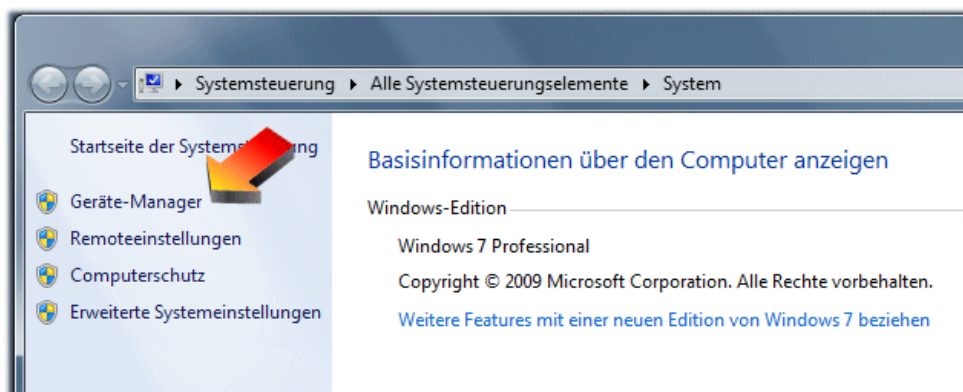 Systemsteuerung Alle Systemsteuerungselemente System
Startseite der
Geräte-Manager
Remoteeinstellungen
Computerschutz
Erweiterte Systemeinstellungen
Basisinformationen über den Computer anzeigen
Windows-Edition
Windows 7 Professional
Copyright © 2009 Microsoft Corporation. Alle Rechte vorbehalten.
Weitere Features mit einer neuen Edition von Windows 7 beziehen